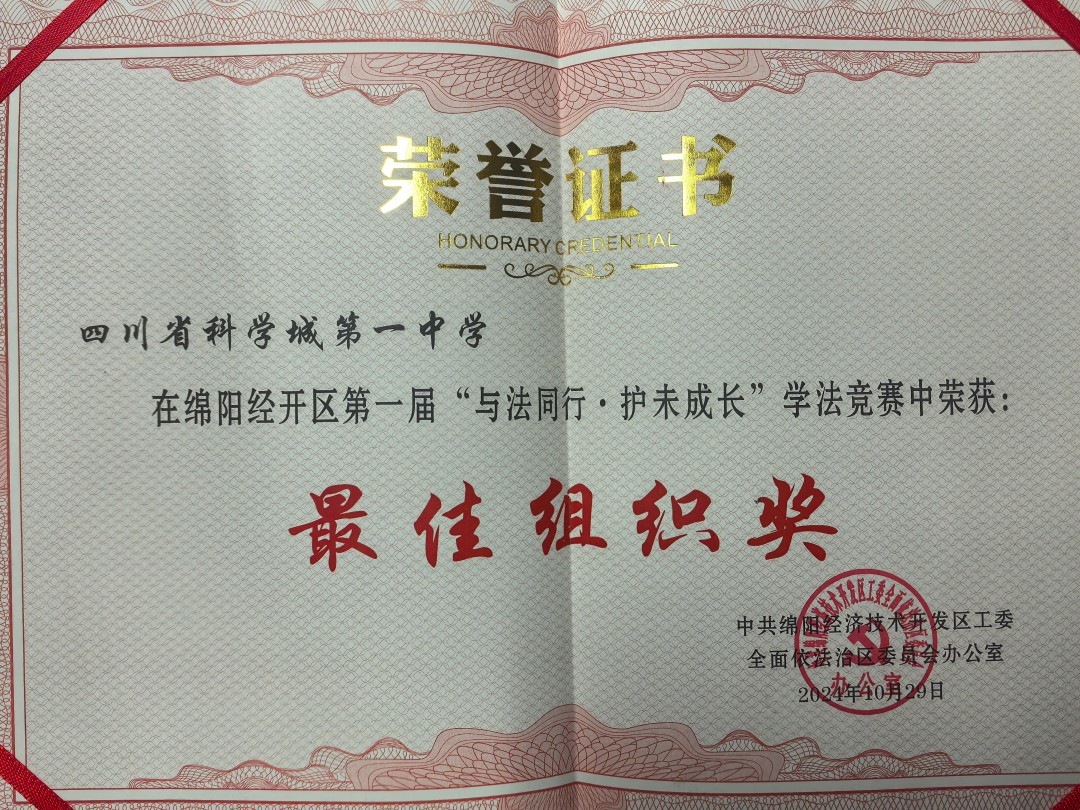 荣誉证书
HONORARY CREDENTIAL
四川省科学城第一中学
在绵阳经开区第一届“与法同行·护未成长”学法竞赛中荣获：
最佳组织奖
中共绵阳经济技术开发区工委
全面依法治区委员会办公室
2024年10月29日
办公室